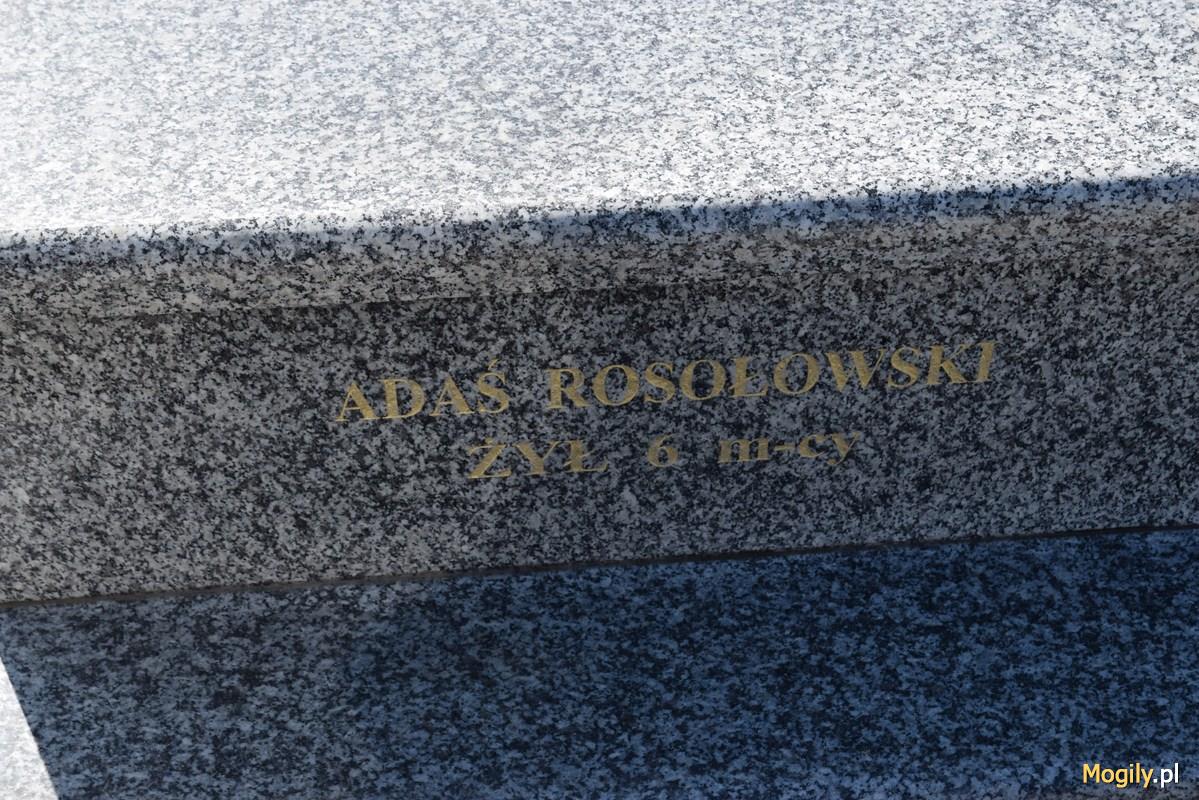 ADAŚ ROSOŁOWSKI
ŻYŁ 6 m-cy
Mogily.pl